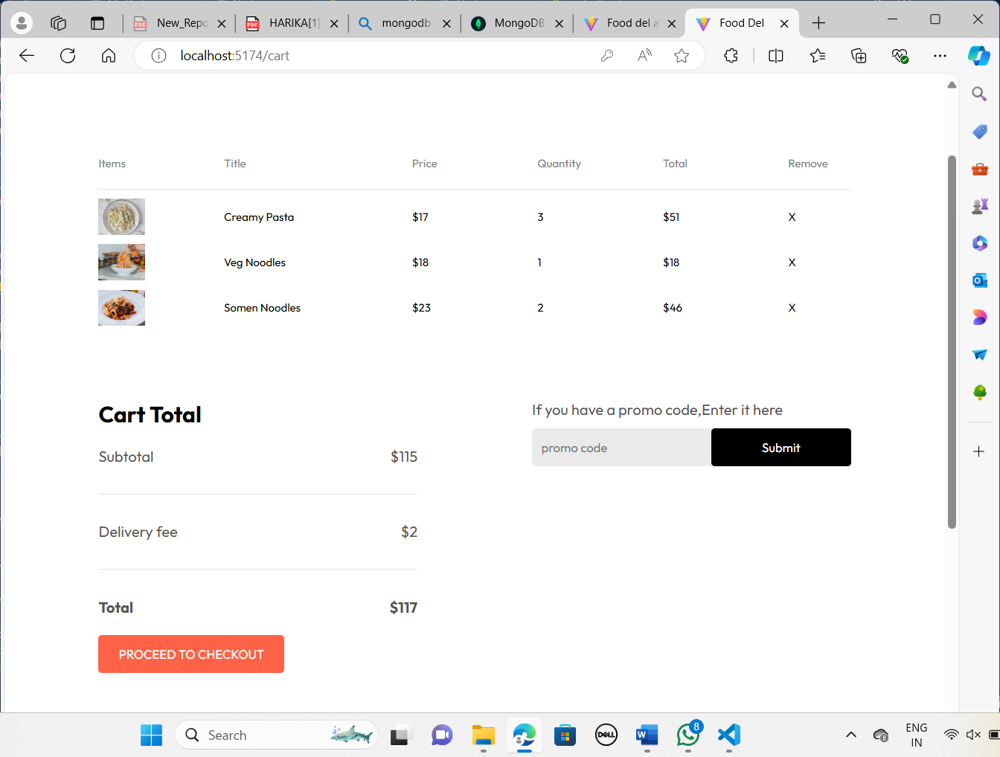 New_Repo
HARIKA[1]
mongodb
MongoDB
Food del a
Food Del
localhost:5174/cart
Items Title Price Quantity Total Remove
Creamy Pasta $17 3 $51 X
Veg Noodles $18 1 $18 X
Somen Noodles $23 2 $46 X
Cart Total
Subtotal $115
Delivery fee $2
Total $117
PROCEED TO CHECKOUT
If you have a promo code,Enter it here
promo code Submit
Search
DELL
8
ENG
IN